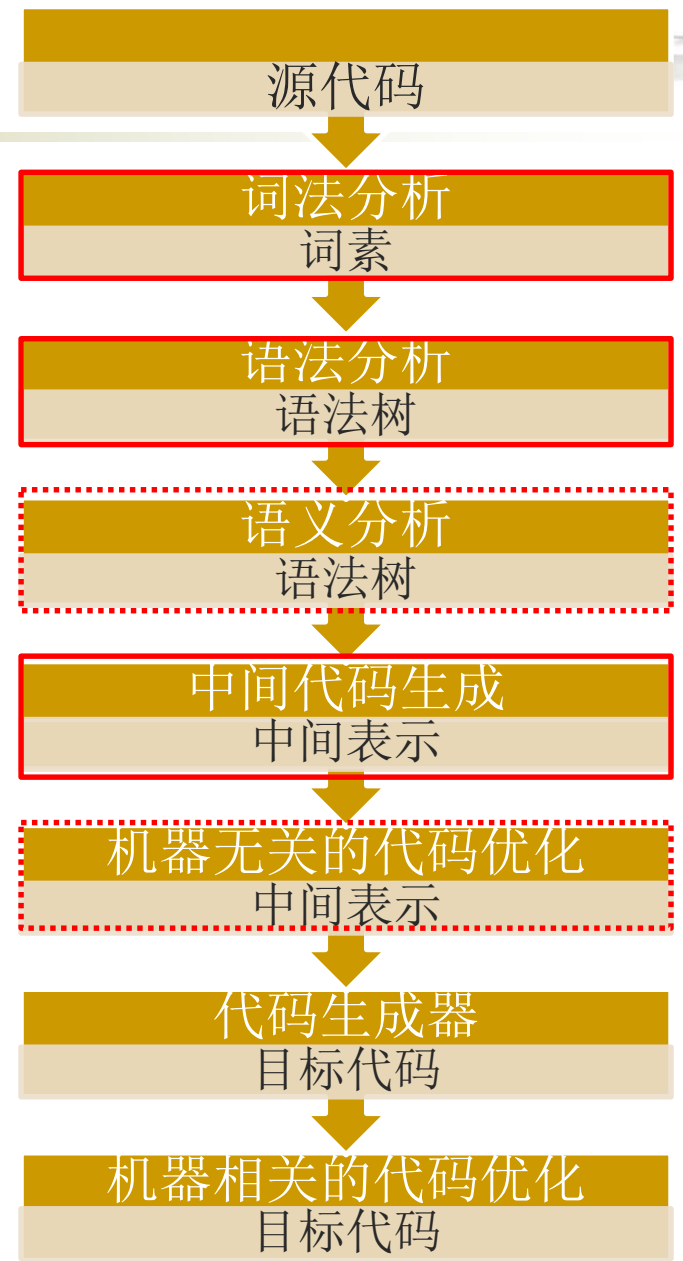 源代码
词法分析
词素
语法分析
语法树
语义分析
语法树
中间代码生成
中间表示
机器无关的代码优化
中间表示
代码生成器
目标代码
机器相关的代码优化
目标代码